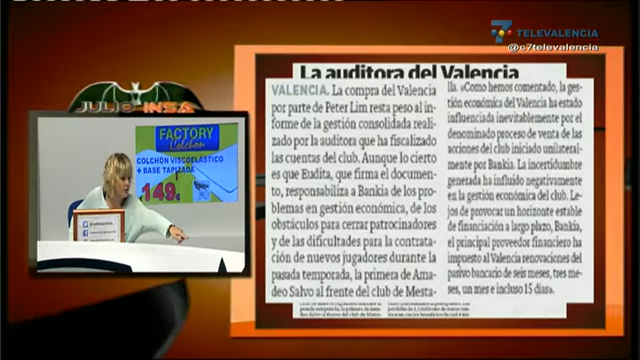 7 TELEVALENCIA
@c7televalencia
La auditora del Valencia
JULIO INSA
FACTORY
Colchón
COLCHÓN VISCOELÁSTICO
+ BASE TAPIZADA
149€
VALENCIA. La compra del Valencia
por parte de Peter Lim resta peso al in-
forme de la gestión consolidada reali-
zado por la auditora que ha fiscalizado
las cuentas del club. Aunque lo cierto
es que Eudita, que firma el documen-
to, responsabiliza a Bankia de los pro-
blemas en gestión económica, de los
obstáculos para cerrar patrocinadores
y de las dificultades para la contrata-
ción de nuevos jugadores durante la
pasada temporada, la primera de Ama-
deo Salvo al frente del club de Mesta-
lla. «Como hemos comentado, la ges-
tión económica del Valencia ha estado
influenciada inevitablemente por el
denominado proceso de venta de las
acciones del club iniciado unilateral-
mente por Bankia. La incertidumbre
generada ha influido negativamente
en la gestión económica del club. Le-
jos de provocar un horizonte estable
de financiación a largo plazo, Bankia,
el principal proveedor financiero ha
impuesto al Valencia renovaciones del
pasivo bancario de seis meses, tres me-
ses, un mes e incluso 15 días».